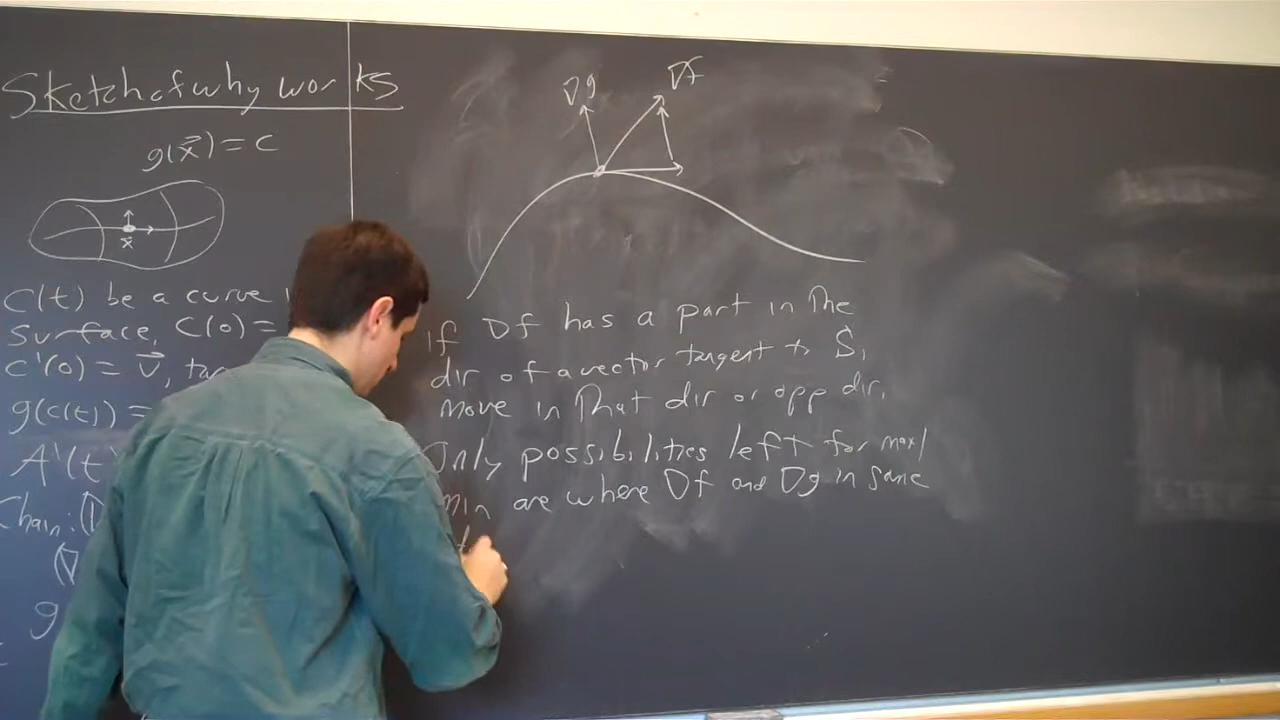 Sketch of why works
g(x⃗) = c
x⃗
C(t) be a curve
Surface, C(0) =
C'(0) = v⃗, tan
g(C(t)) =
A'(t
Chain: (∇
(∇
g
∇g
∇f
If ∇f has a part in the
dir of a vector tangent to S,
move in that dir or opp dir.
Only possibilities left for max/
min are where ∇f and ∇g in same